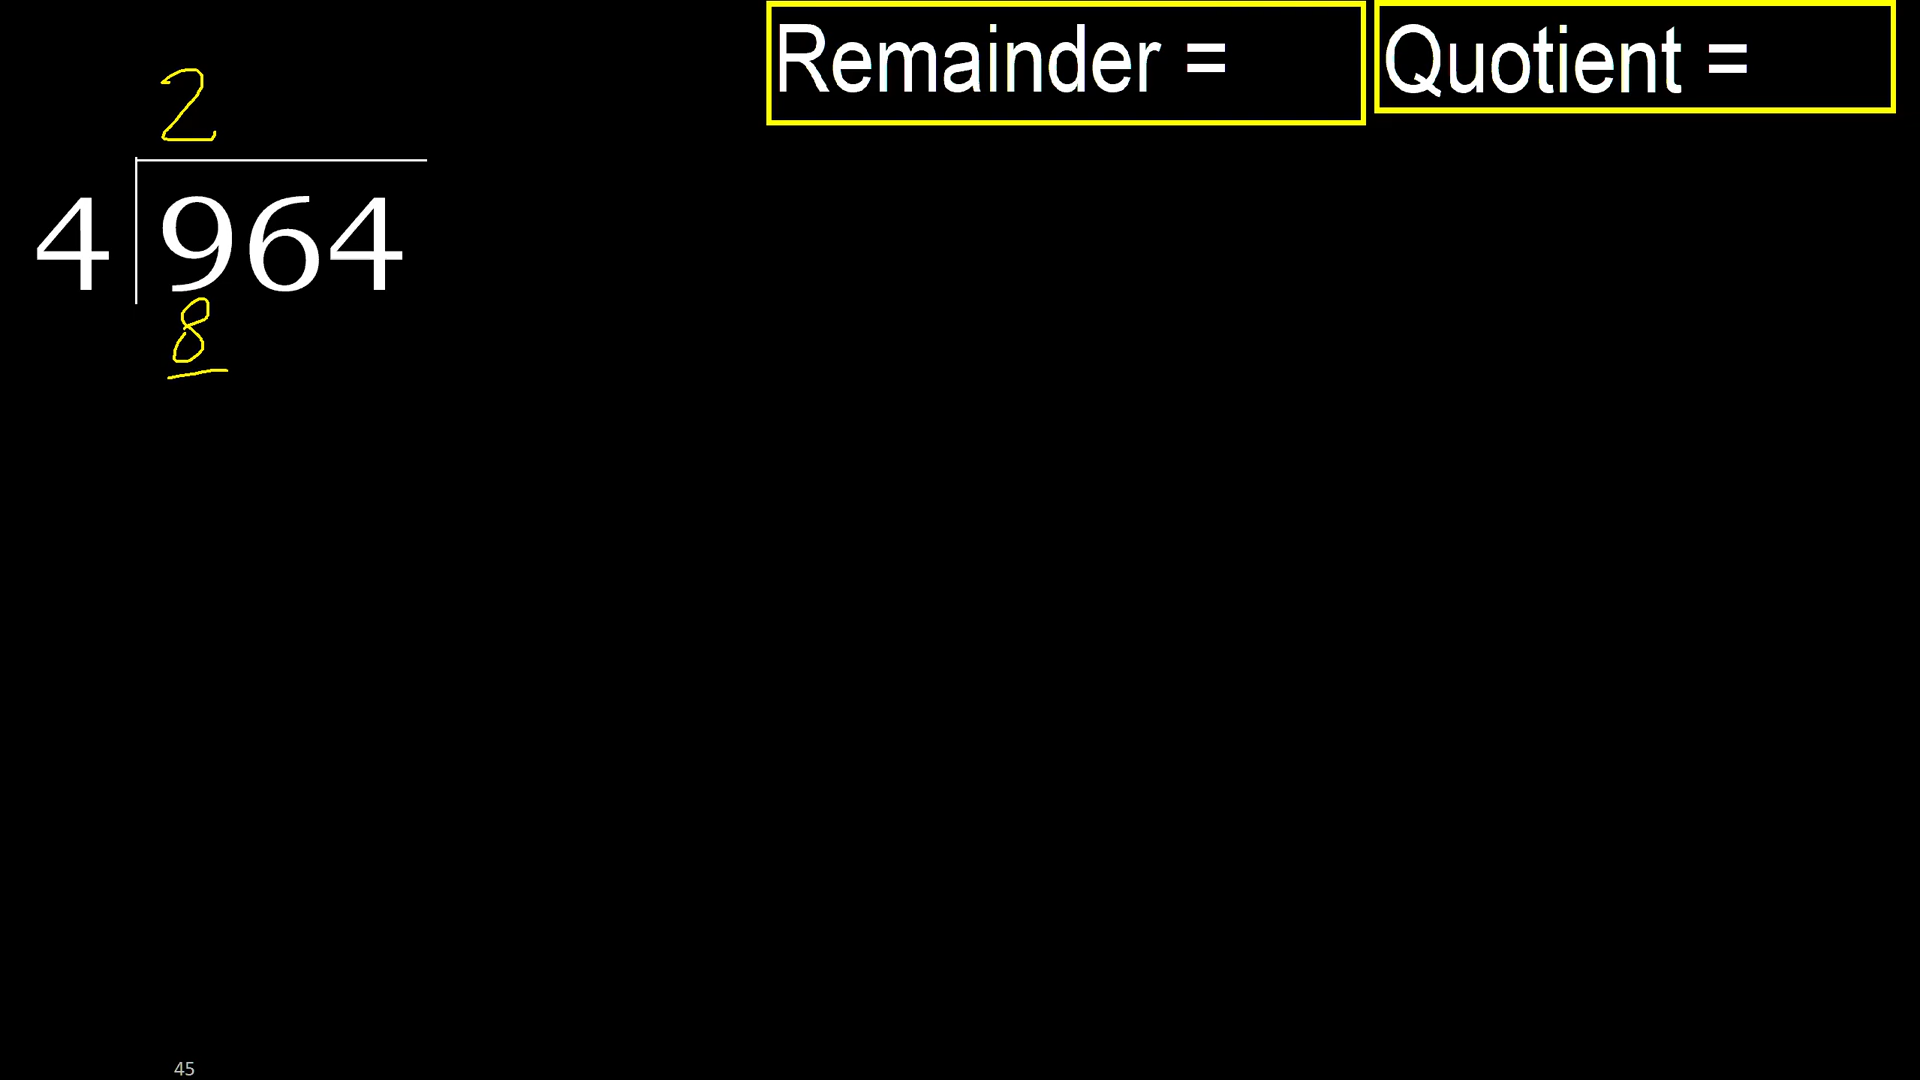 Remainder =
Quotient =
2
4 964
8
45